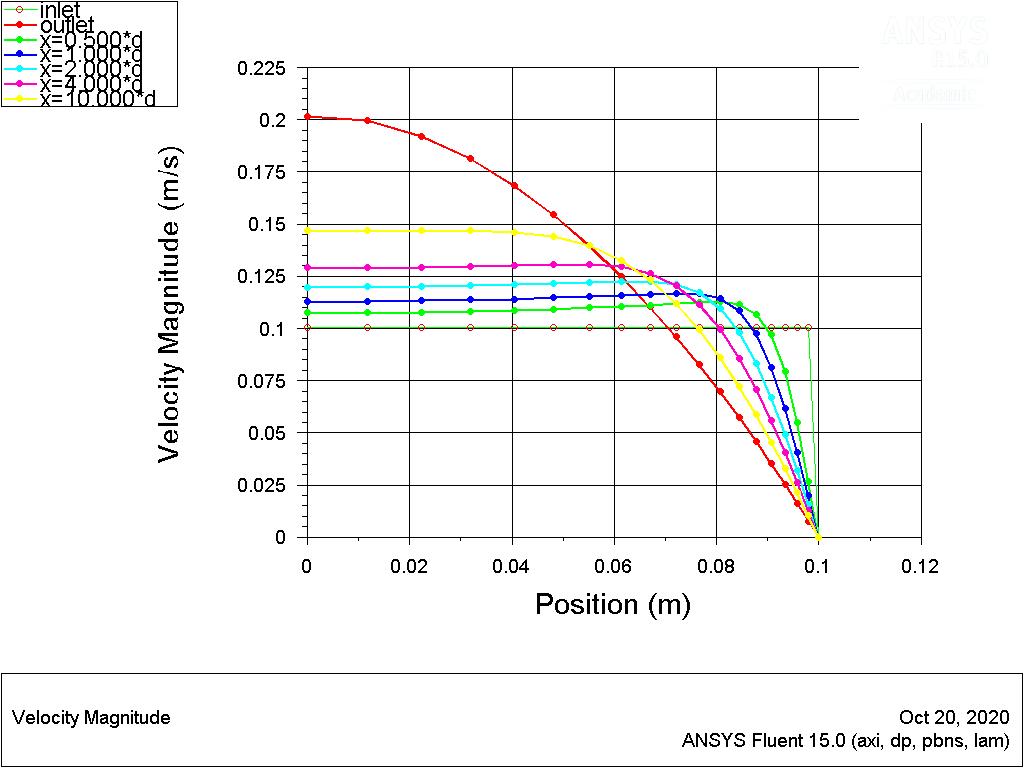 inlet
outlet
x=0.500*d
x=1.000*d
x=2.000*d
x=4.000*d
x=10.000*d
ANSYS
R15.0
Academic
0.225
0.2
0.175
0.15
0.125
0.1
0.075
0.05
0.025
0
Velocity Magnitude (m/s)
0 0.02 0.04 0.06 0.08 0.1 0.12
Position (m)
Velocity Magnitude
Oct 20, 2020
ANSYS Fluent 15.0 (axi, dp, pbns, lam)